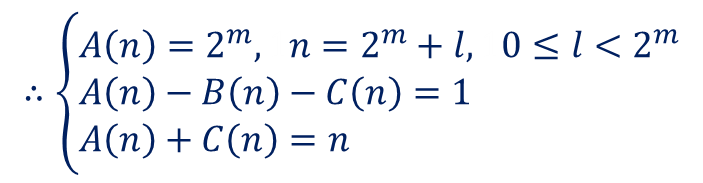 A(n) = 2^m, n = 2^m + l, 0 ≤ l < 2^m
∴ { A(n) − B(n) − C(n) = 1
A(n) + C(n) = n